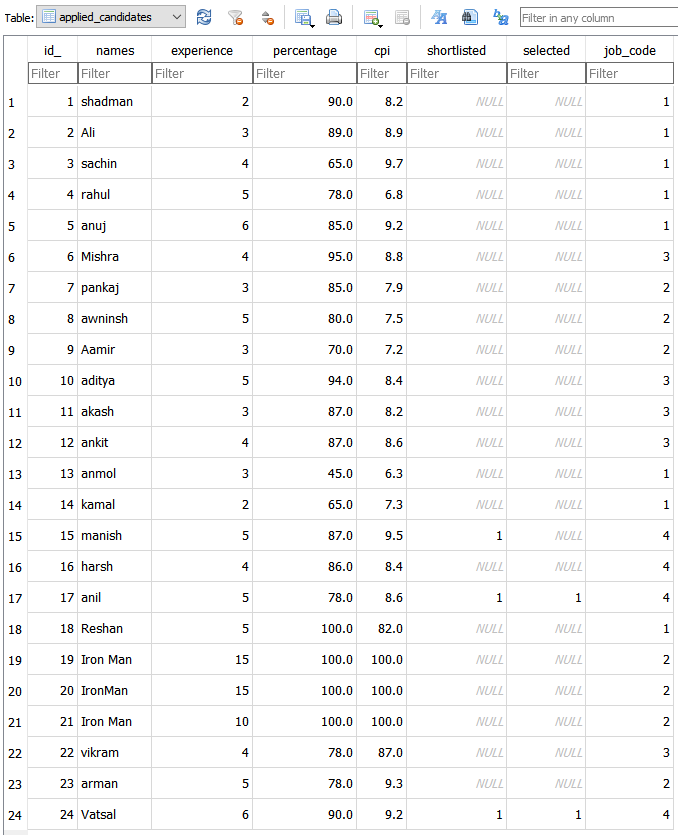 Table: applied_candidates Filter in any column
id_ names experience percentage cpi shortlisted selected job_code
Filter Filter Filter Filter Filter Filter Filter Filter
1 1 shadman 2 90.0 8.2 NULL NULL 1
2 2 Ali 3 89.0 8.9 NULL NULL 1
3 3 sachin 4 65.0 9.7 NULL NULL 1
4 4 rahul 5 78.0 6.8 NULL NULL 1
5 5 anuj 6 85.0 9.2 NULL NULL 1
6 6 Mishra 4 95.0 8.8 NULL NULL 3
7 7 pankaj 3 85.0 7.9 NULL NULL 2
8 8 awninsh 5 80.0 7.5 NULL NULL 2
9 9 Aamir 3 70.0 7.2 NULL NULL 2
10 10 aditya 5 94.0 8.4 NULL NULL 3
11 11 akash 3 87.0 8.2 NULL NULL 3
12 12 ankit 4 87.0 8.6 NULL NULL 3
13 13 anmol 3 45.0 6.3 NULL NULL 1
14 14 kamal 2 65.0 7.3 NULL NULL 1
15 15 manish 5 87.0 9.5 1 NULL 4
16 16 harsh 4 86.0 8.4 NULL NULL 4
17 17 anil 5 78.0 8.6 1 1 4
18 18 Reshan 5 100.0 82.0 NULL NULL 1
19 19 Iron Man 15 100.0 100.0 NULL NULL 2
20 20 IronMan 15 100.0 100.0 NULL NULL 2
21 21 Iron Man 10 100.0 100.0 NULL NULL 2
22 22 vikram 4 78.0 87.0 NULL NULL 3
23 23 arman 5 78.0 9.3 NULL NULL 2
24 24 Vatsal 6 90.0 9.2 1 1 4